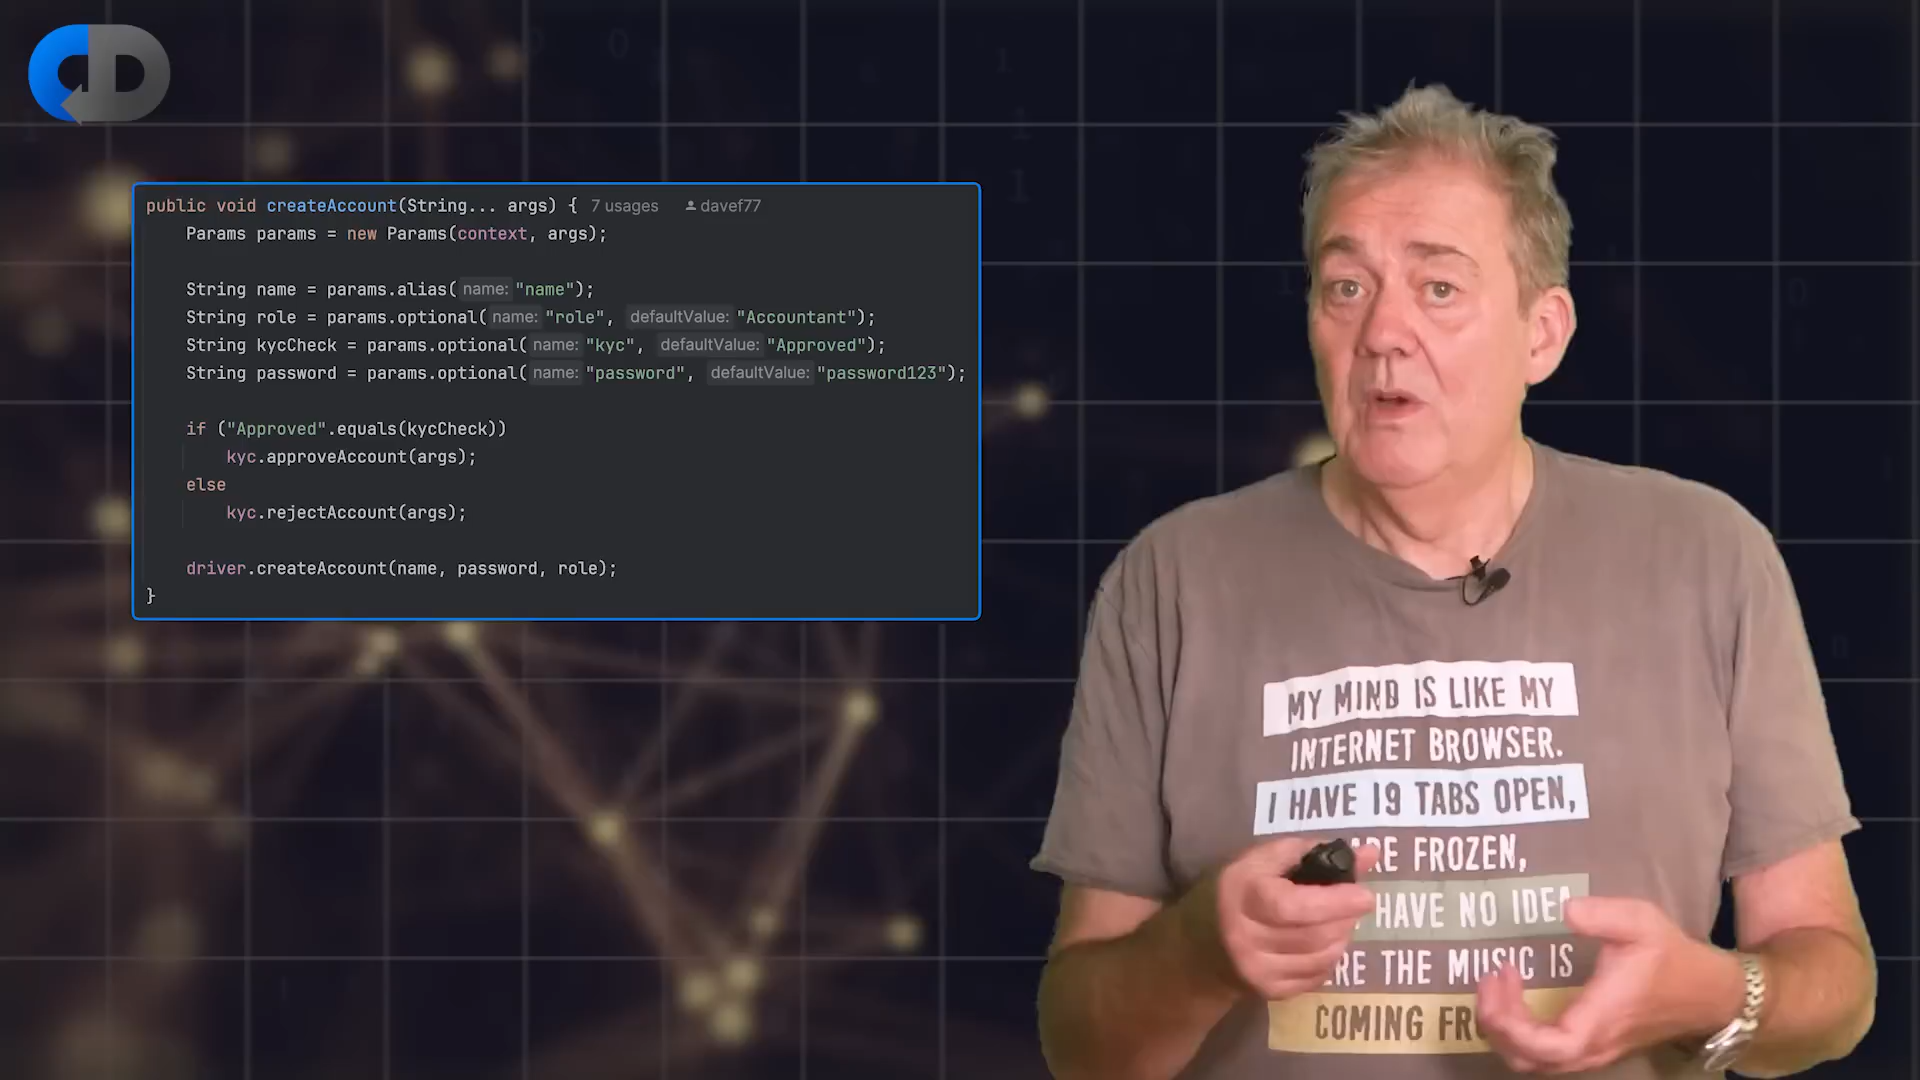 CD
public void createAccount(String... args) { 7 usages davef77
Params params = new Params(context, args);
String name = params.alias( name: "name");
String role = params.optional( name: "role", defaultValue: "Accountant");
String kycCheck = params.optional( name: "kyc", defaultValue: "Approved");
String password = params.optional( name: "password", defaultValue: "password123");
if ("Approved".equals(kycCheck))
kyc.approveAccount(args);
else
kyc.rejectAccount(args);
driver.createAccount(name, password, role);
}
MY MIND IS LIKE MY
INTERNET BROWSER.
I HAVE 19 TABS OPEN,
FROZEN,
HAVE NO IDEA
THE MUSIC IS
COMING